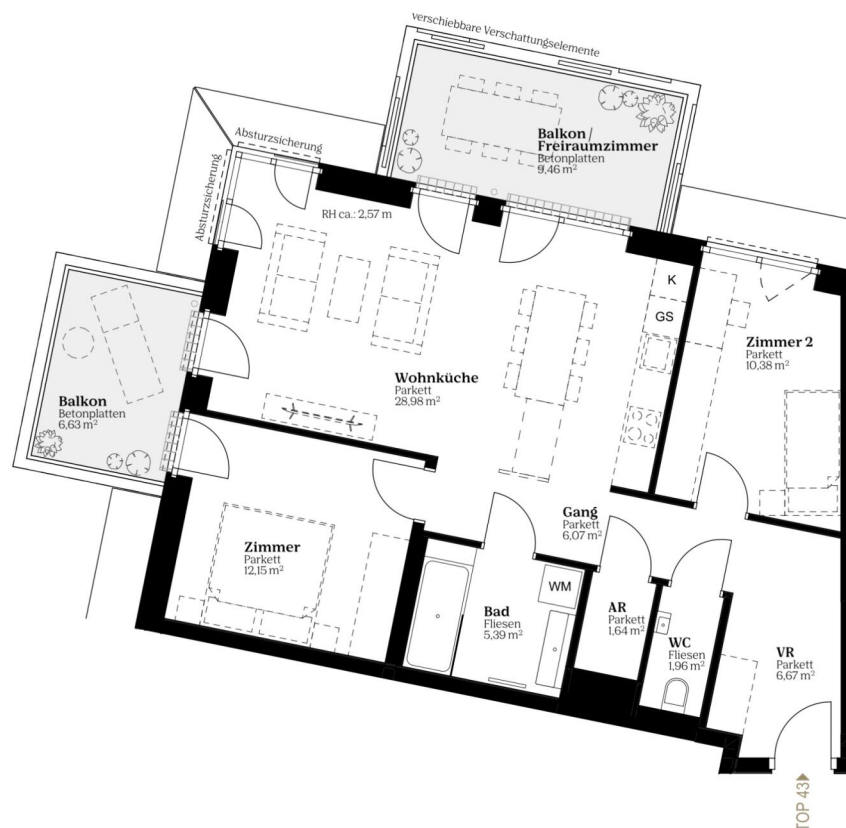 verschiebbare Verschattungselemente
Absturzsicherung
Absturzsicherung
Balkon /
Freiraumzimmer
Betonplatten
9,46 m²
RH ca.: 2,57 m
K
GS
Zimmer 2
Parkett
10,38 m²
Wohnküche
Parkett
28,98 m²
Balkon
Betonplatten
6,63 m²
Gang
Parkett
6,07 m²
Zimmer
Parkett
12,15 m²
WM
Bad
Fliesen
5,39 m²
AR
Parkett
1,64 m²
WC
Fliesen
1,96 m²
VR
Parkett
6,67 m²
TOP 43